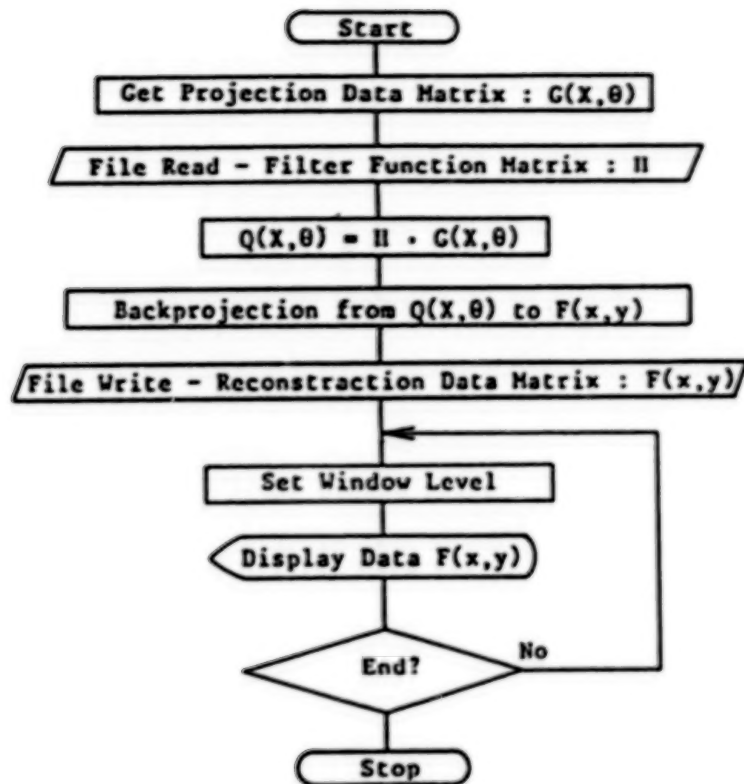 Start
Get Projection Data Matrix : G(X,θ)
File Read - Filter Function Matrix : H
Q(X,θ) = H · G(X,θ)
Backprojection from Q(X,θ) to F(x,y)
File Write - Reconstraction Data Matrix : F(x,y)
Set Window Level
Display Data F(x,y)
End?
No
Stop